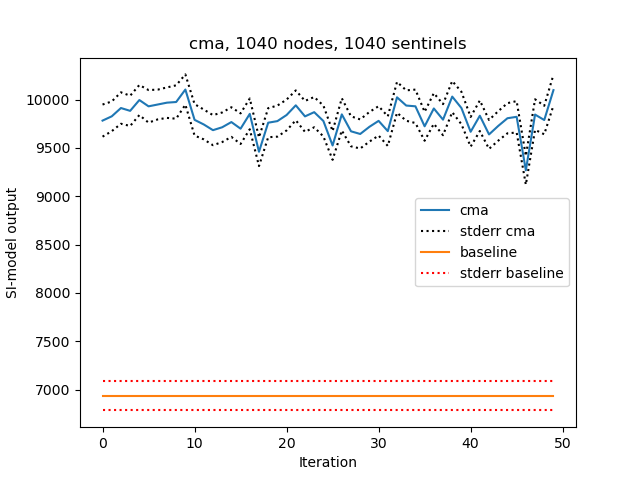 cma, 1040 nodes, 1040 sentinels
SI-model output
10000
9500
9000
8500
8000
7500
7000
cma
stderr cma
baseline
stderr baseline
0 10 20 30 40 50
Iteration